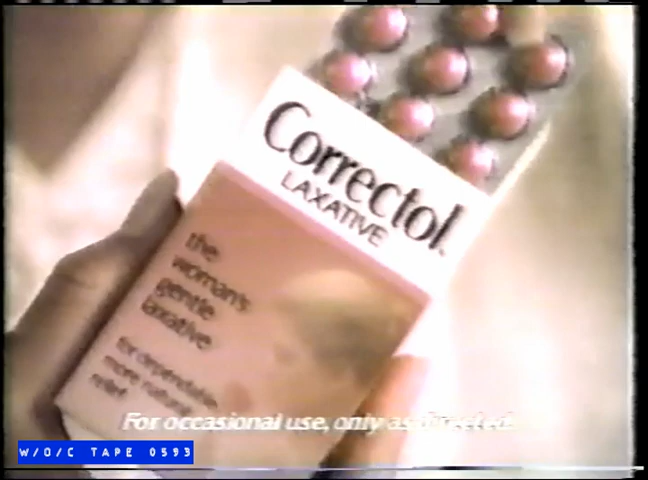 Correctol.
LAXATIVE
the
woman's
gentle
laxative
for dependable,
more natural
relief
For occasional use, only as directed.
W/O/C TAPE 0593